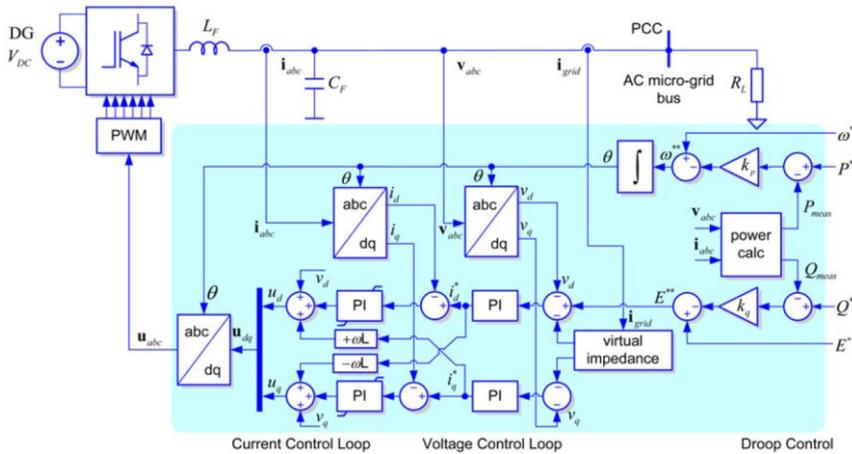 DG
V_DC
L_F
i_abc
C_F
v_abc
i_grid
PCC
AC micro-grid
bus
R_L
PWM
θ
θ
θ
∫
ω**
ω*
k_p
P*
P_meas
abc
dq
i_d
i_q
i_abc
abc
dq
v_d
v_q
v_abc
v_abc
i_abc
power
calc
Q_meas
θ
u_d
v_d
PI
i_d*
PI
v_d
E**
k_q
Q*
E*
i_grid
u_abc
abc
dq
u_dq
+ωL
−ωL
virtual
impedance
u_q
v_q
PI
i_q*
PI
v_q
Current Control Loop
Voltage Control Loop
Droop Control